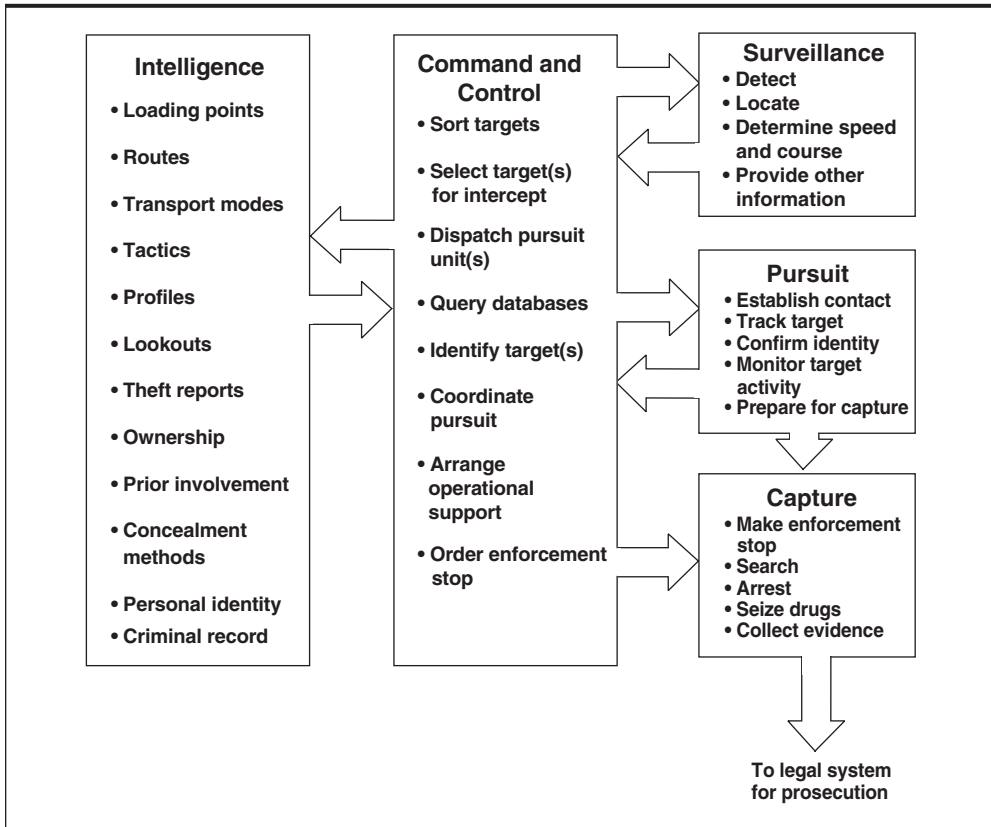 Intelligence
• Loading points
• Routes
• Transport modes
• Tactics
• Profiles
• Lookouts
• Theft reports
• Ownership
• Prior involvement
• Concealment
methods
• Personal identity
• Criminal record
Command and
Control
• Sort targets
• Select target(s)
for intercept
• Dispatch pursuit
unit(s)
• Query databases
• Identify target(s)
• Coordinate
pursuit
• Arrange
operational
support
• Order enforcement
stop
Surveillance
• Detect
• Locate
• Determine speed
and course
• Provide other
information
Pursuit
• Establish contact
• Track target
• Confirm identity
• Monitor target
activity
• Prepare for capture
Capture
• Make enforcement
stop
• Search
• Arrest
• Seize drugs
• Collect evidence
To legal system
for prosecution